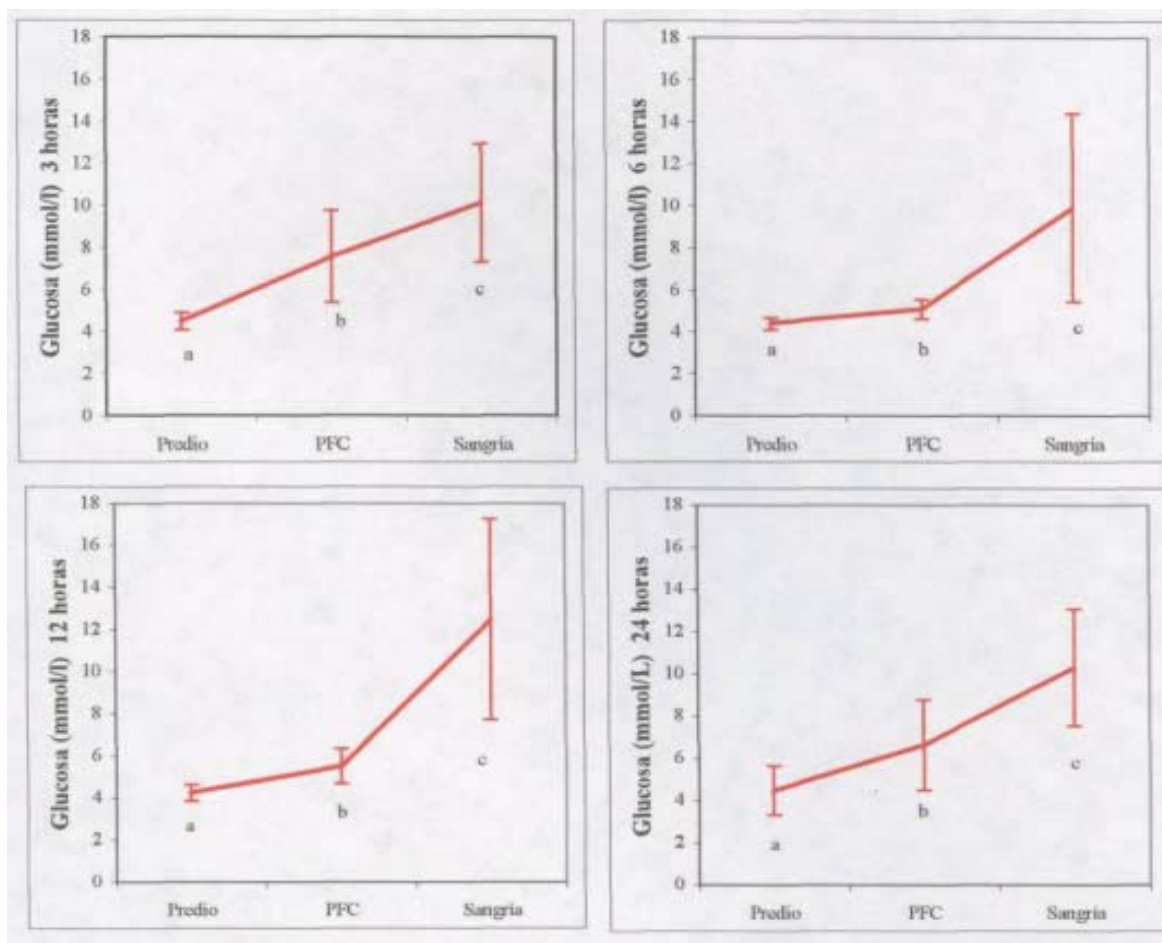 Glucosa (mmol/l) 3 horas
18
16
14
12
10
8
6
4
2
0
a
b
c
Predio PFC Sangría
Glucosa (mmol/l) 6 horas
18
16
14
12
10
8
6
4
2
0
a
b
c
Predio PFC Sangría
Glucosa (mmol/l) 12 horas
18
16
14
12
10
8
6
4
2
0
a
b
c
Predio PFC Sangría
Glucosa (mmol/L) 24 horas
18
16
14
12
10
8
6
4
2
0
a
b
c
Predio PFC Sangría